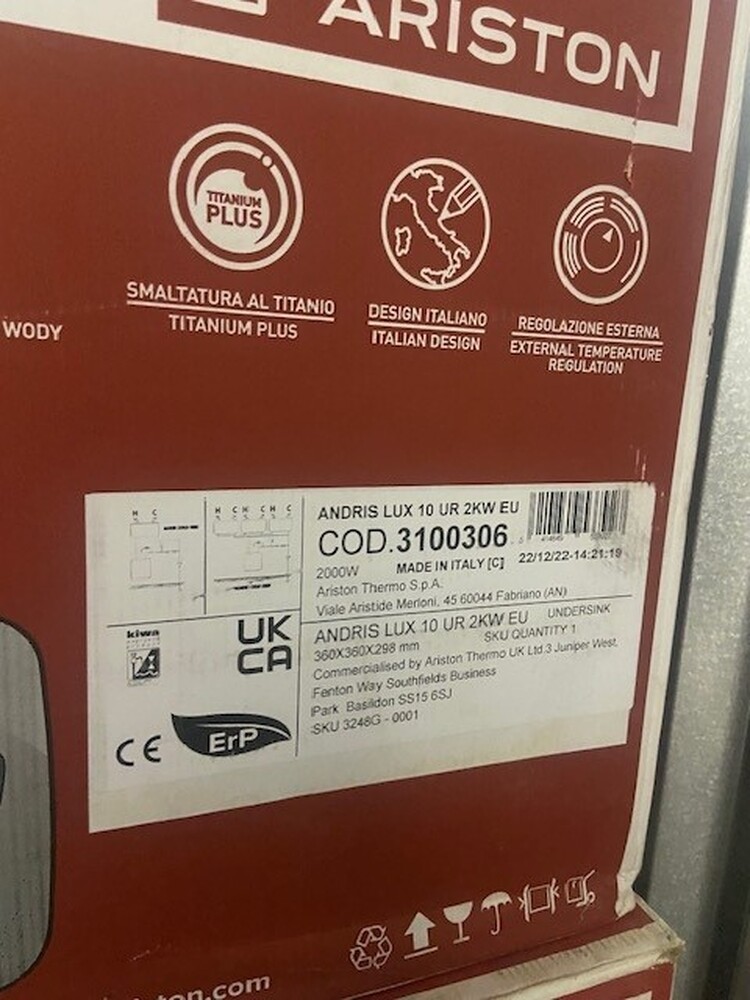 ARISTON
TITANIUM
PLUS
SMALTATURA AL TITANIO
TITANIUM PLUS
DESIGN ITALIANO
ITALIAN DESIGN
REGOLAZIONE ESTERNA
EXTERNAL TEMPERATURE
REGULATION
WODY
H C
H C H C H C
ANDRIS LUX 10 UR 2KW EU
COD.3100306
2000W MADE IN ITALY [C] 22/12/22-14:21:19
Ariston Thermo S.p.A.
Viale Aristide Merloni, 45 60044 Fabriano (AN)
kiwa
UK
CA
CE
ErP
ANDRIS LUX 10 UR 2KW EU UNDERSINK
360X360X298 mm SKU QUANTITY 1
Commercialised by Ariston Thermo UK Ltd.3 Juniper West,
Fenton Way Southfields Business
Park Basildon SS15 6SJ
SKU 3248G - 0001
ton.com